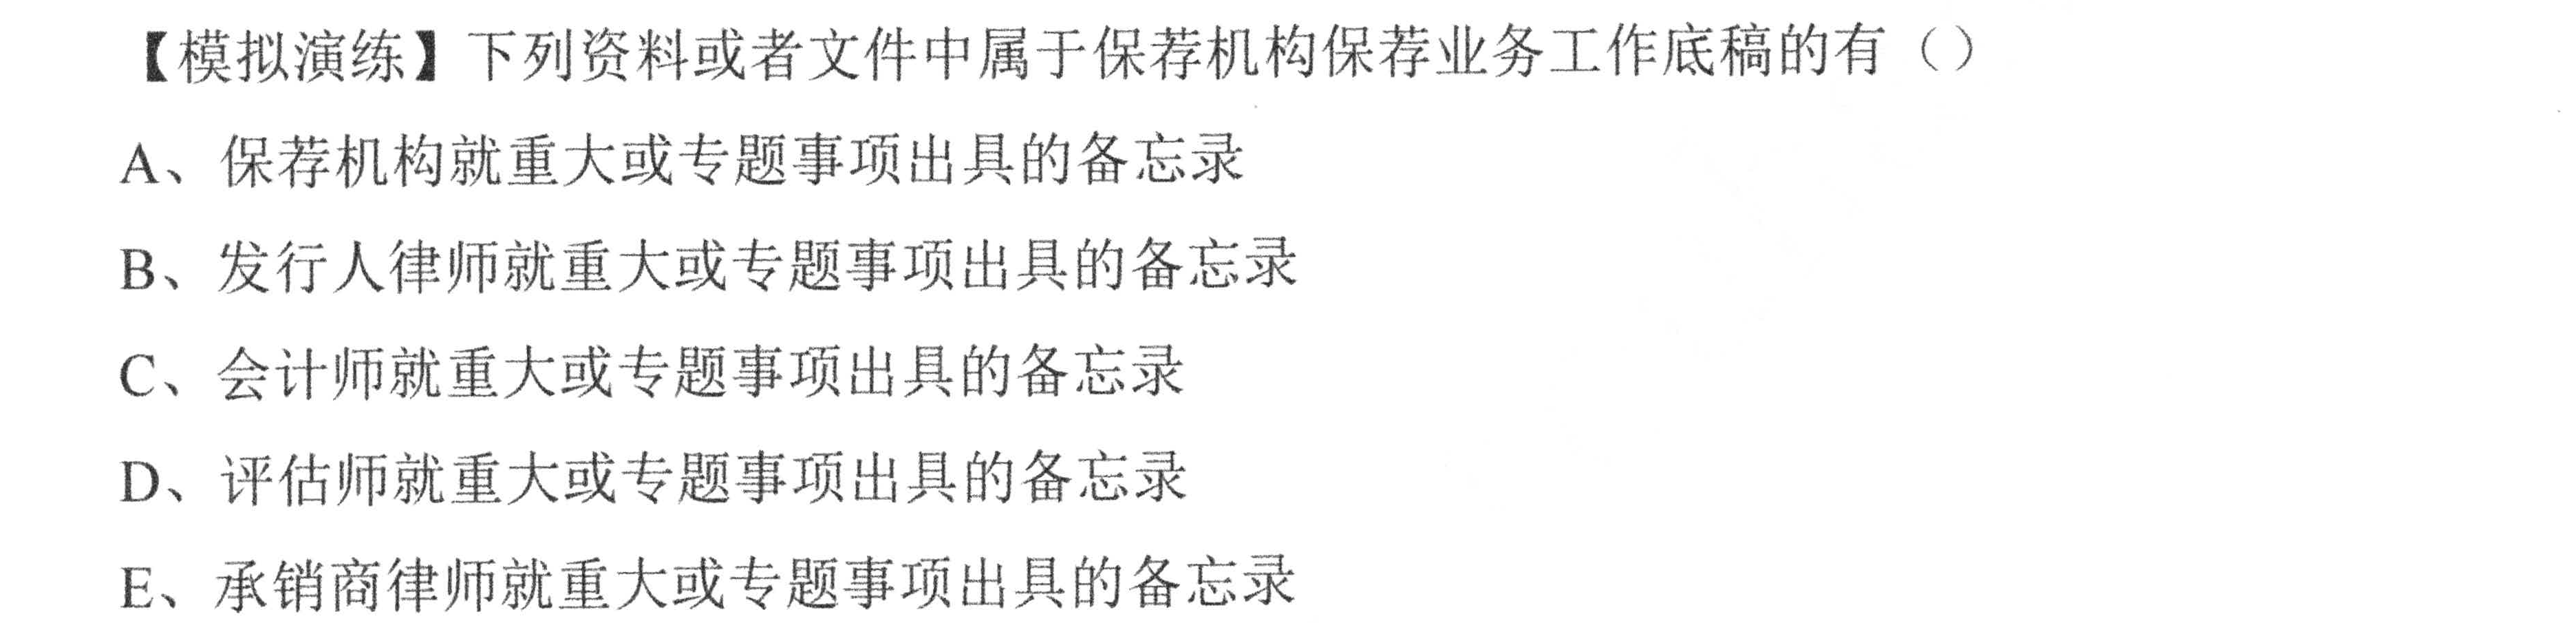 【模拟演练】下列资料或者文件中属于保荐机构保荐业务工作底稿的有（）
A、保荐机构就重大或专题事项出具的备忘录
B、发行人律师就重大或专题事项出具的备忘录
C、会计师就重大或专题事项出具的备忘录
D、评估师就重大或专题事项出具的备忘录
E、承销商律师就重大或专题事项出具的备忘录